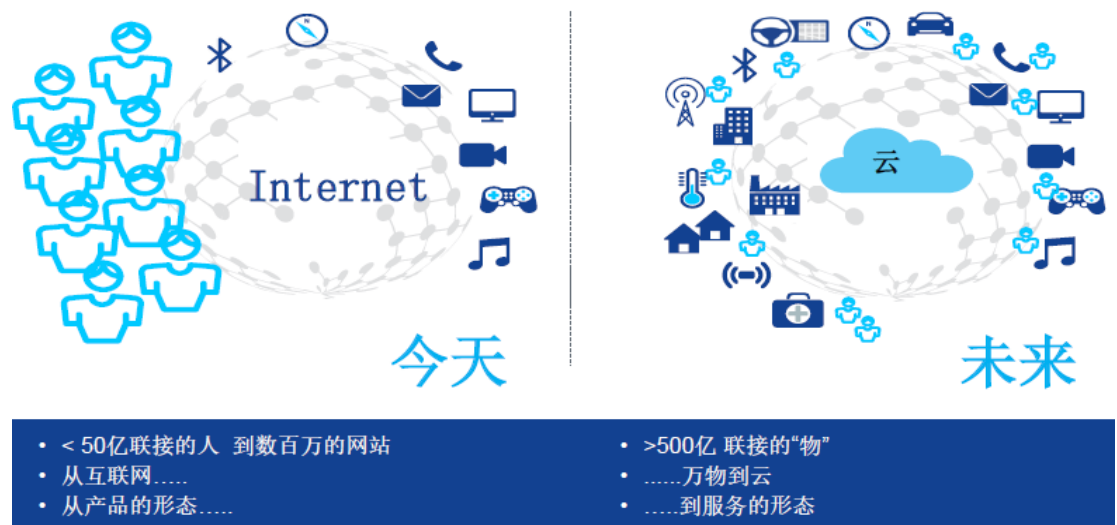 Internet
云
今天
未来
• < 50亿联接的人 到数百万的网站
• 从互联网.....
• 从产品的形态.....
• >500亿 联接的“物”
• ......万物到云
• .....到服务的形态